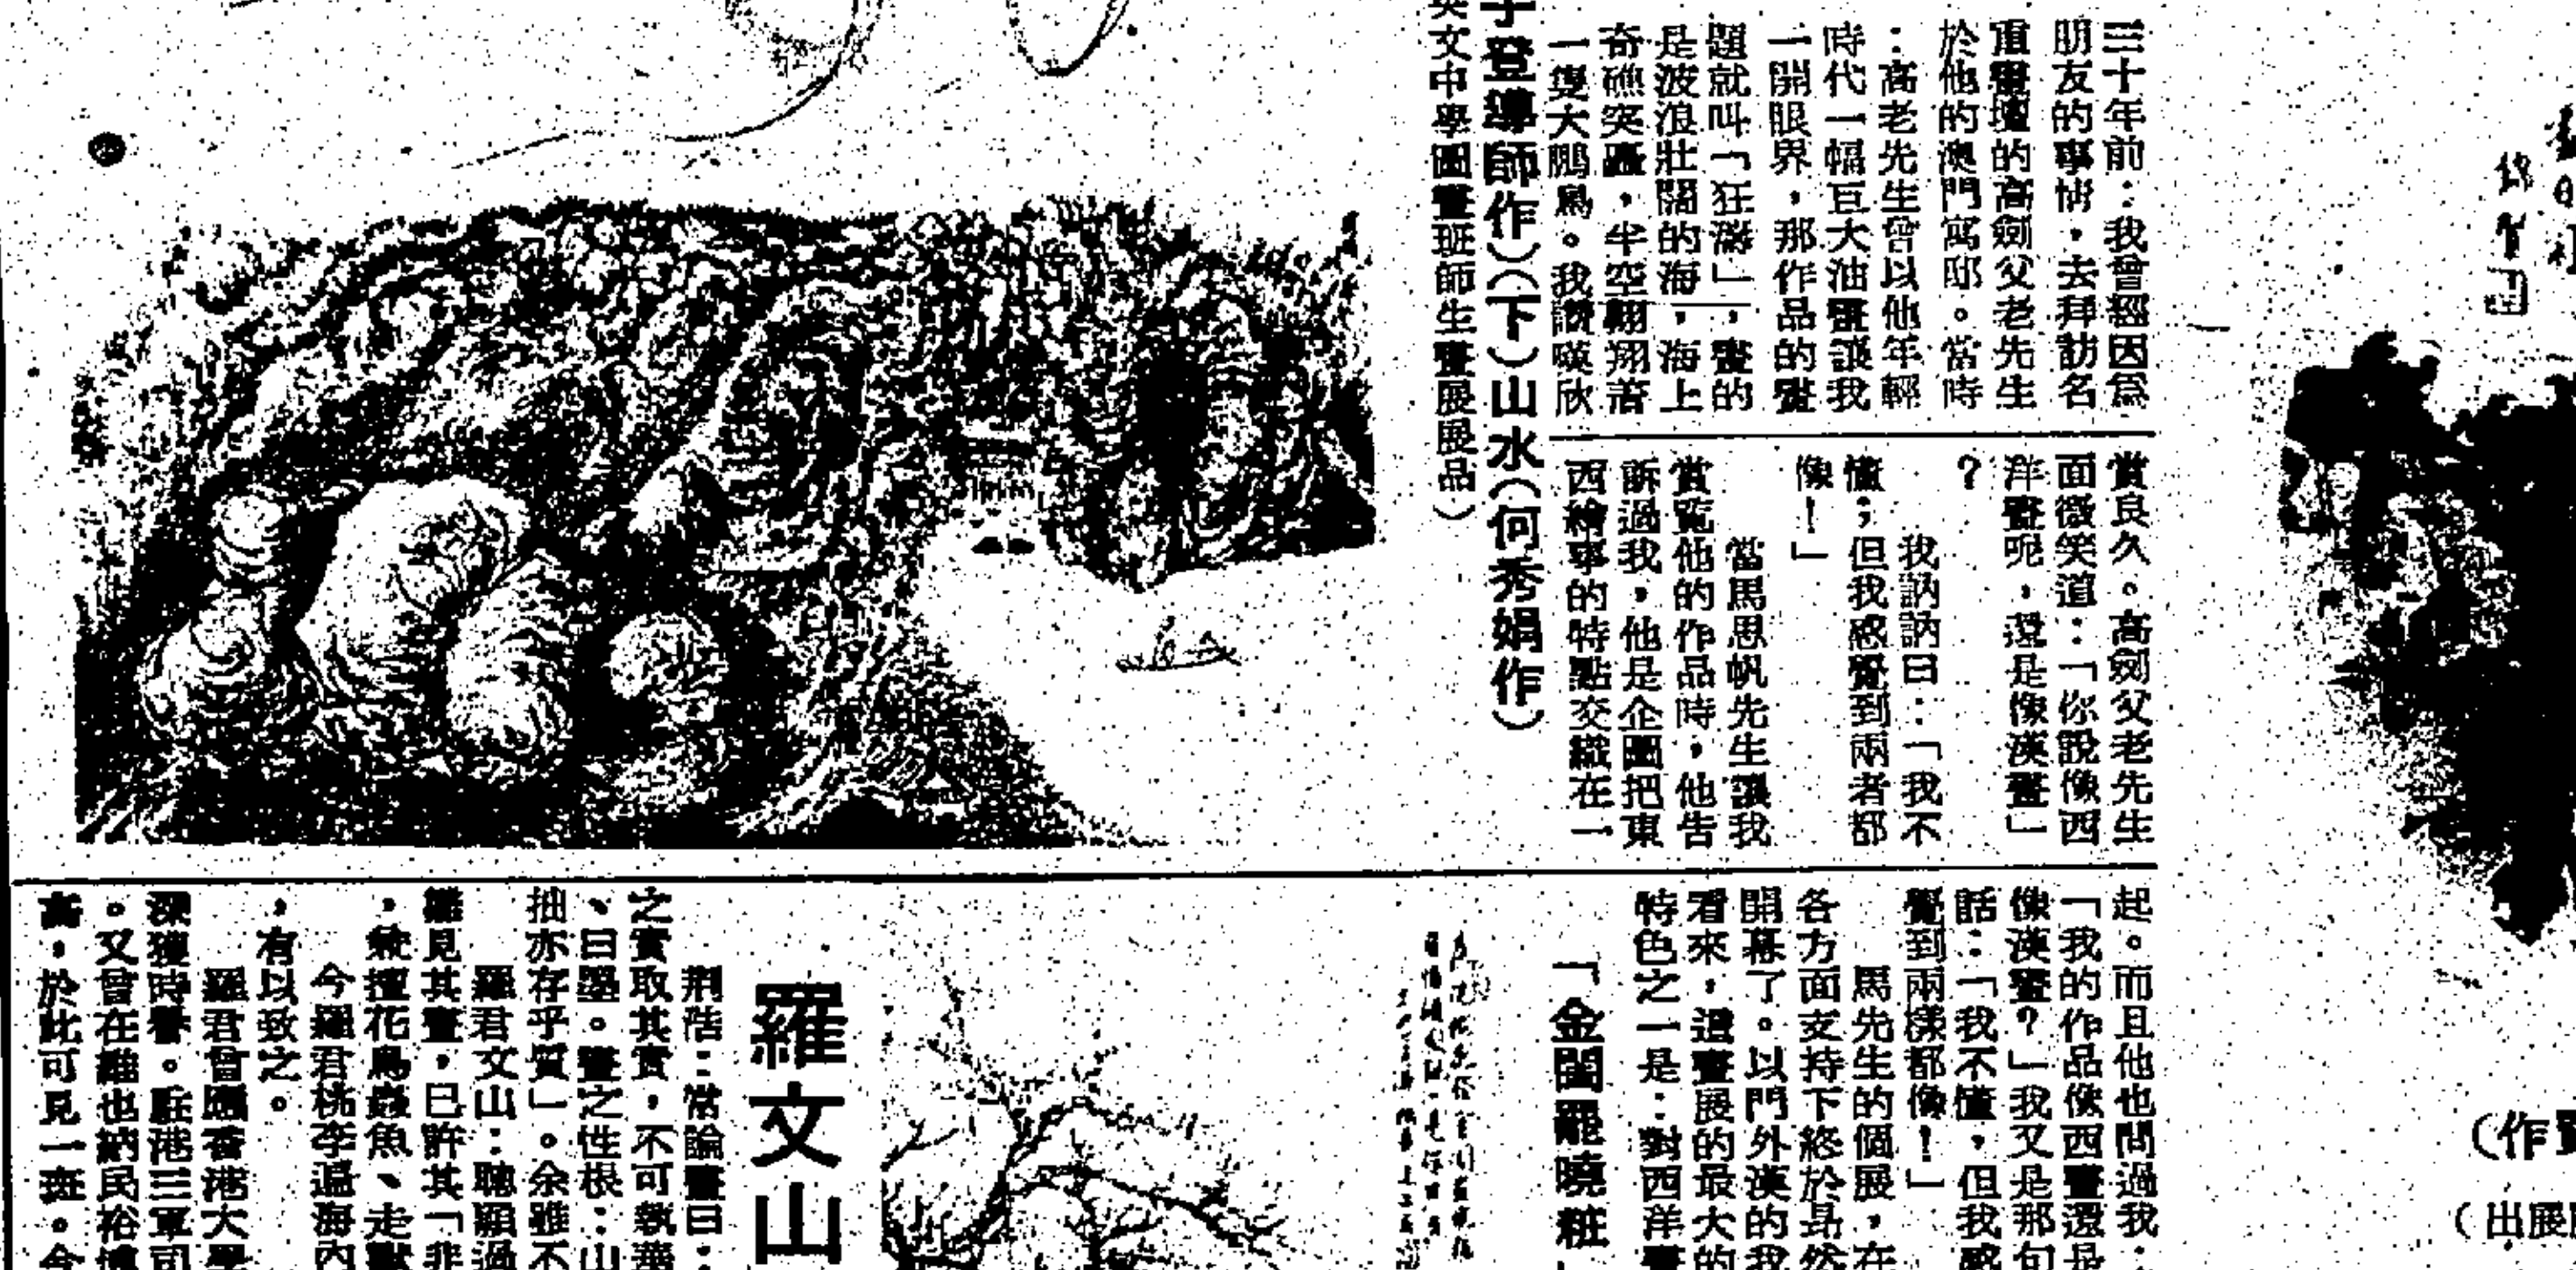 三十年前：我曾經因爲
朋友的事情，去拜訪名
重畫壇的高劍父老先生
於他的澳門寓邸。當時
：高老先生曾以他年輕
時代一幅巨大油畫讓我
一開眼界，那作品的畫
題就叫「狂濤」，畫的
是波浪壯闊的海，海上
奇礁突矗，半空翱翔着
一隻大鵬鳥。我讚嘆欣
賞良久。高劍父老先生
面微笑道：「你說像西
洋畫呢，還是像漢畫」
？
我訥訥曰：「我不
懂；但我感覺到兩者都
像！」
當馬思帆先生讓我
賞覽他的作品時，他告
訴過我，他是企圖把東
西繪事的特點交織在一
起。而且他也問過我：
「我的作品像西畫還是
像漢畫？」我又是那句
話：「我不懂，但我感
覺到兩樣都像！」
馬先生的個展，在
各方面支持下終於昻然
開幕了。以門外漢的我
看來，這畫展的最大的
特色之一是：對西洋畫
「金閨罷曉粧」
登導師作）（下）山水（何秀娟作）
英文中學圖畫班師生畫展展品）
羅文山
荆浩：常論畫曰：
之實取其實，不可執華
、曰墨。畫之性根：山
抽亦存乎質」。余雖不
羅君文山：聰穎過
觀見其畫，已許其「非
，兼擅花鳥蟲魚、走獸
今羅君桃李遍海內
，有以致之。
羅君曾應香港大學
深獲時譽。駐港三軍司
。又曾在維也納民裕博
高，於此可見一斑。今
（出展